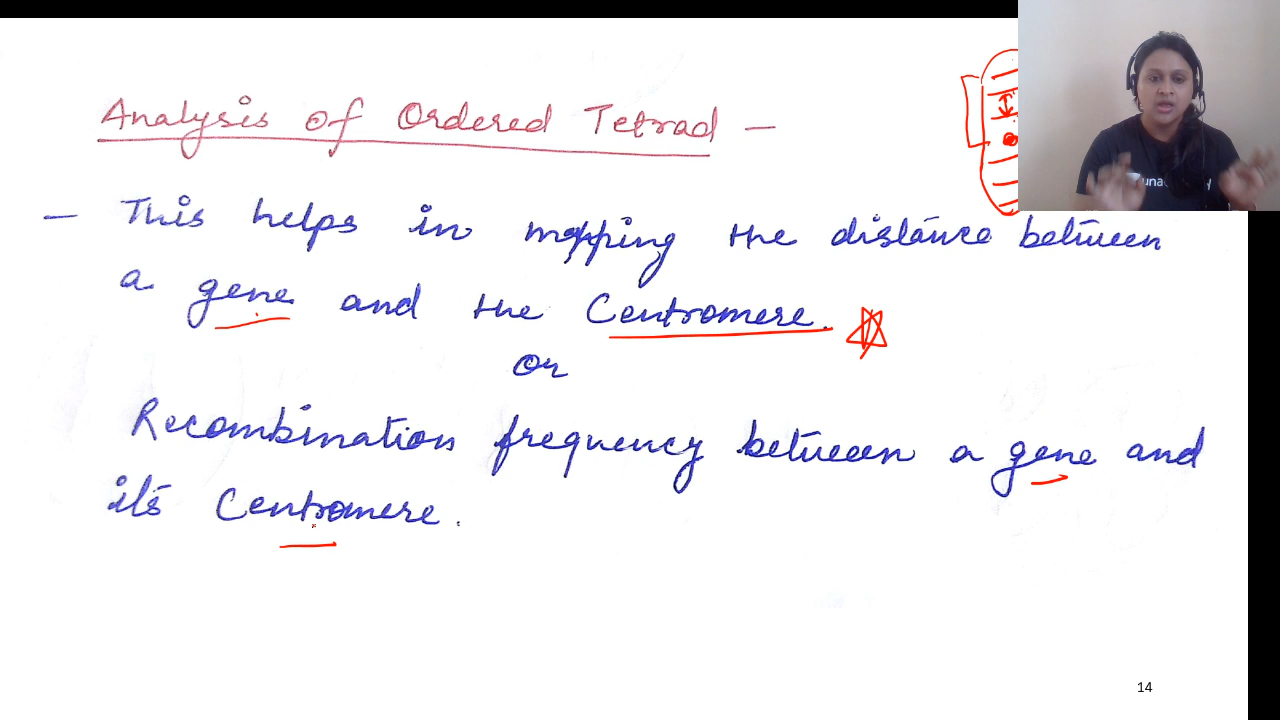 Analysis of Ordered Tetrad -
- This helps in mapping the distance between
a gene and the Centromere.
or
Recombination frequency between a gene and
its Centromere.
14